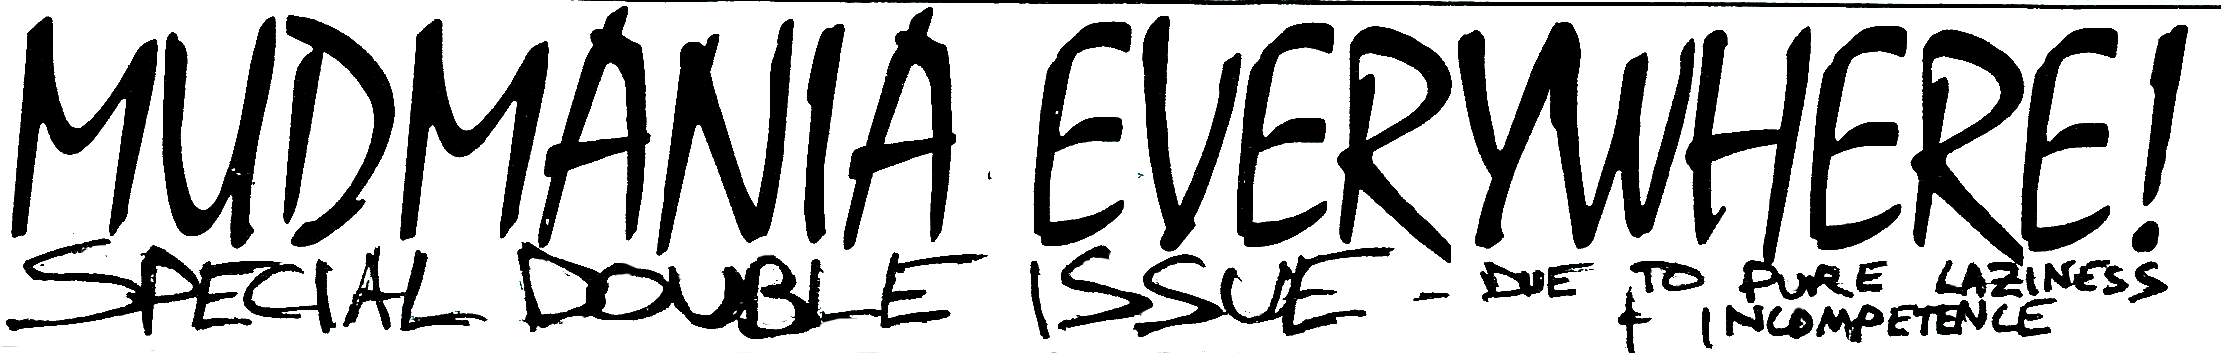 MUDMANIA EVERYWHERE!
SPECIAL DOUBLE ISSUE - DUE TO PURE LAZINESS
+ INCOMPETENCE